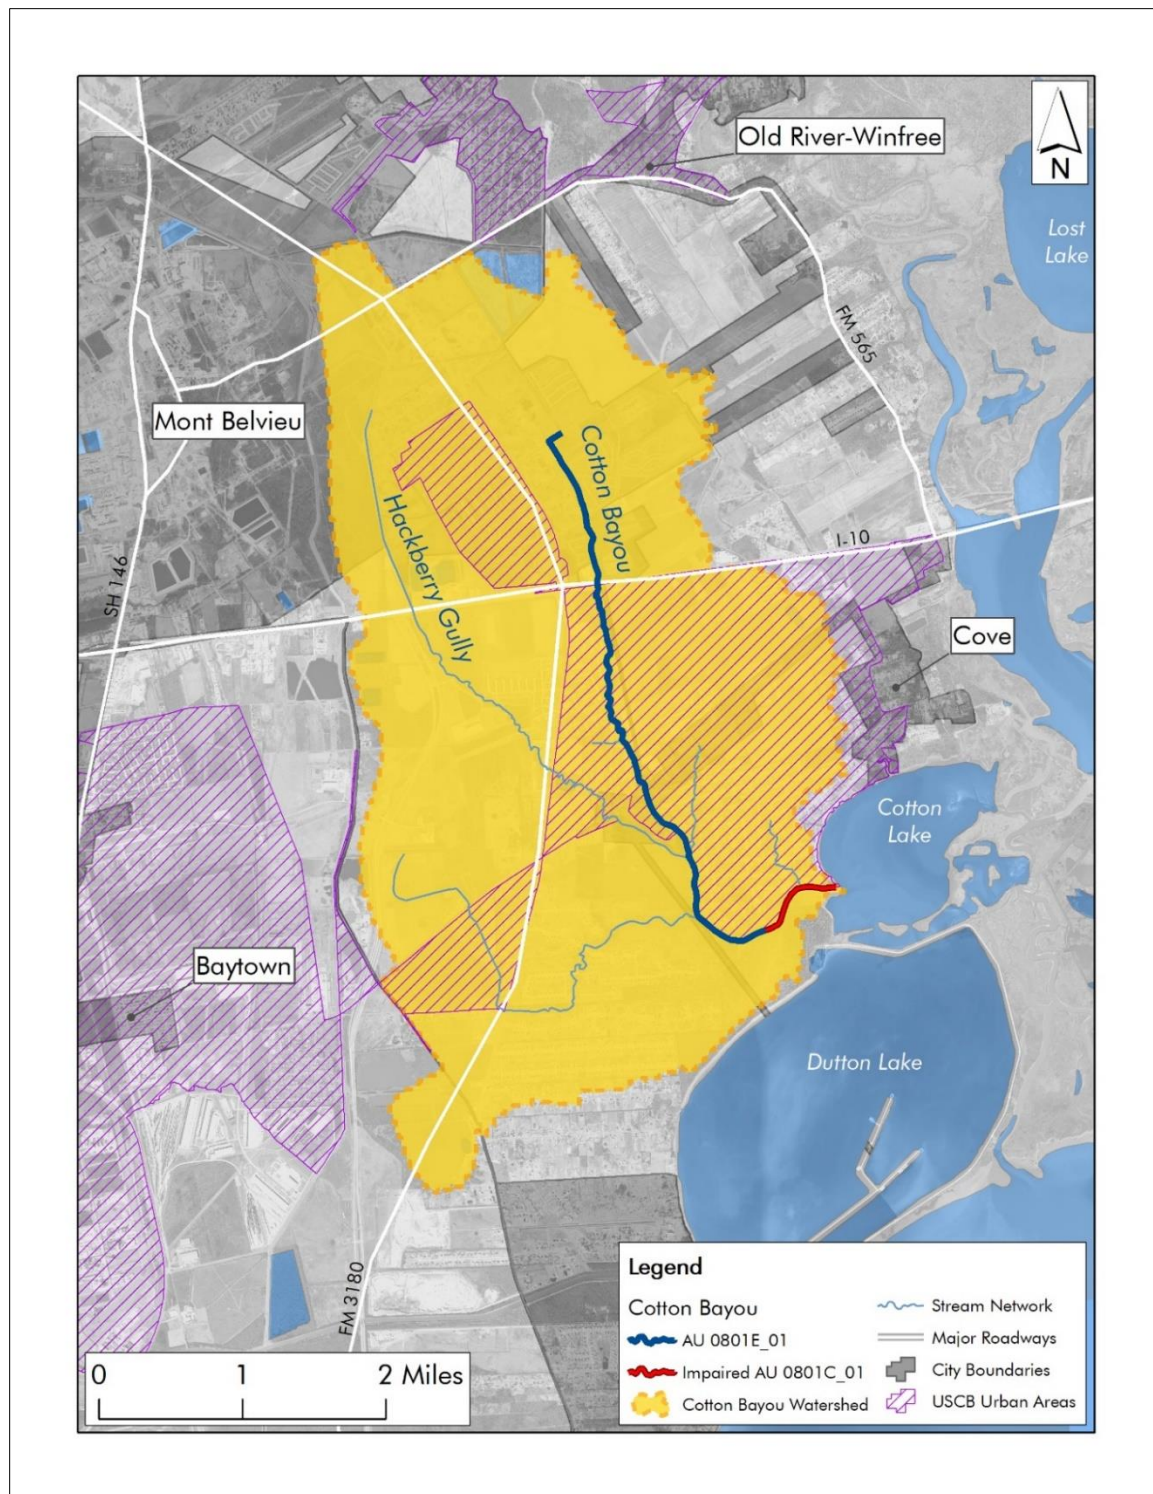 Old River-Winfree
N
Lost
Lake
FM 565
Mont Belvieu
Cotton Bayou
Hackberry Gully
I-10
SH 146
Cove
Cotton
Lake
Baytown
Dutton Lake
FM 3180
0 1 2 Miles
Legend
Cotton Bayou
AU 0801E_01
Impaired AU 0801C_01
Cotton Bayou Watershed
Stream Network
Major Roadways
City Boundaries
USCB Urban Areas